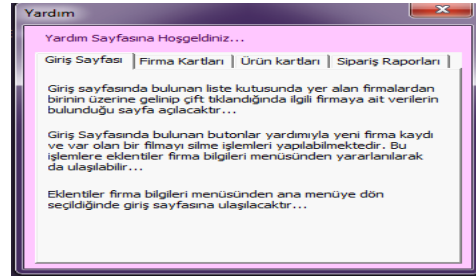 Yardım
Yardım Sayfasına Hoşgeldiniz...
Giriş Sayfası | Firma Kartları | Ürün kartları | Sipariş Raporları |
Giriş sayfasında bulunan liste kutusunda yer alan firmalardan
birinin üzerine gelinip çift tıklandığında ilgili firmaya ait verilerin
bulunduğu sayfa açılacaktır...
Giriş Sayfasında bulunan butonlar yardımıyla yeni firma kaydı
ve var olan bir filmayı silme işlemleri yapılabilmektedir. Bu
işlemlere eklentiler firma bilgileri menüsünden yararlanılarak
da ulaşılabilir...
Eklentiler firma bilgileri menüsünden ana menüye dön
seçildiğinde giriş sayfasına ulaşılacaktır...